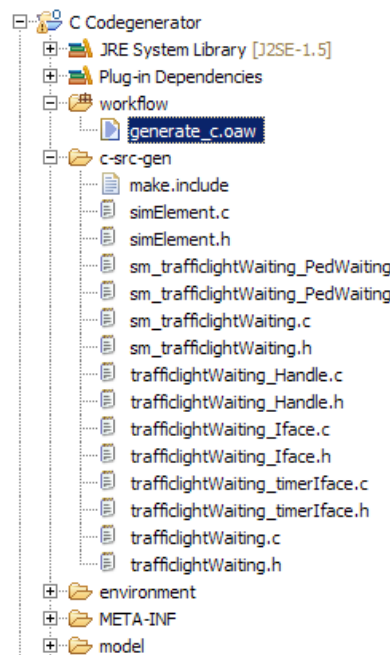 C Codegenerator
JRE System Library [J2SE-1.5]
Plug-in Dependencies
workflow
generate_c.oaw
c-src-gen
make.include
simElement.c
simElement.h
sm_trafficlightWaiting_PedWaiting
sm_trafficlightWaiting_PedWaiting
sm_trafficlightWaiting.c
sm_trafficlightWaiting.h
trafficlightWaiting_Handle.c
trafficlightWaiting_Handle.h
trafficlightWaiting_Iface.c
trafficlightWaiting_Iface.h
trafficlightWaiting_timerIface.c
trafficlightWaiting_timerIface.h
trafficlightWaiting.c
trafficlightWaiting.h
environment
META-INF
model